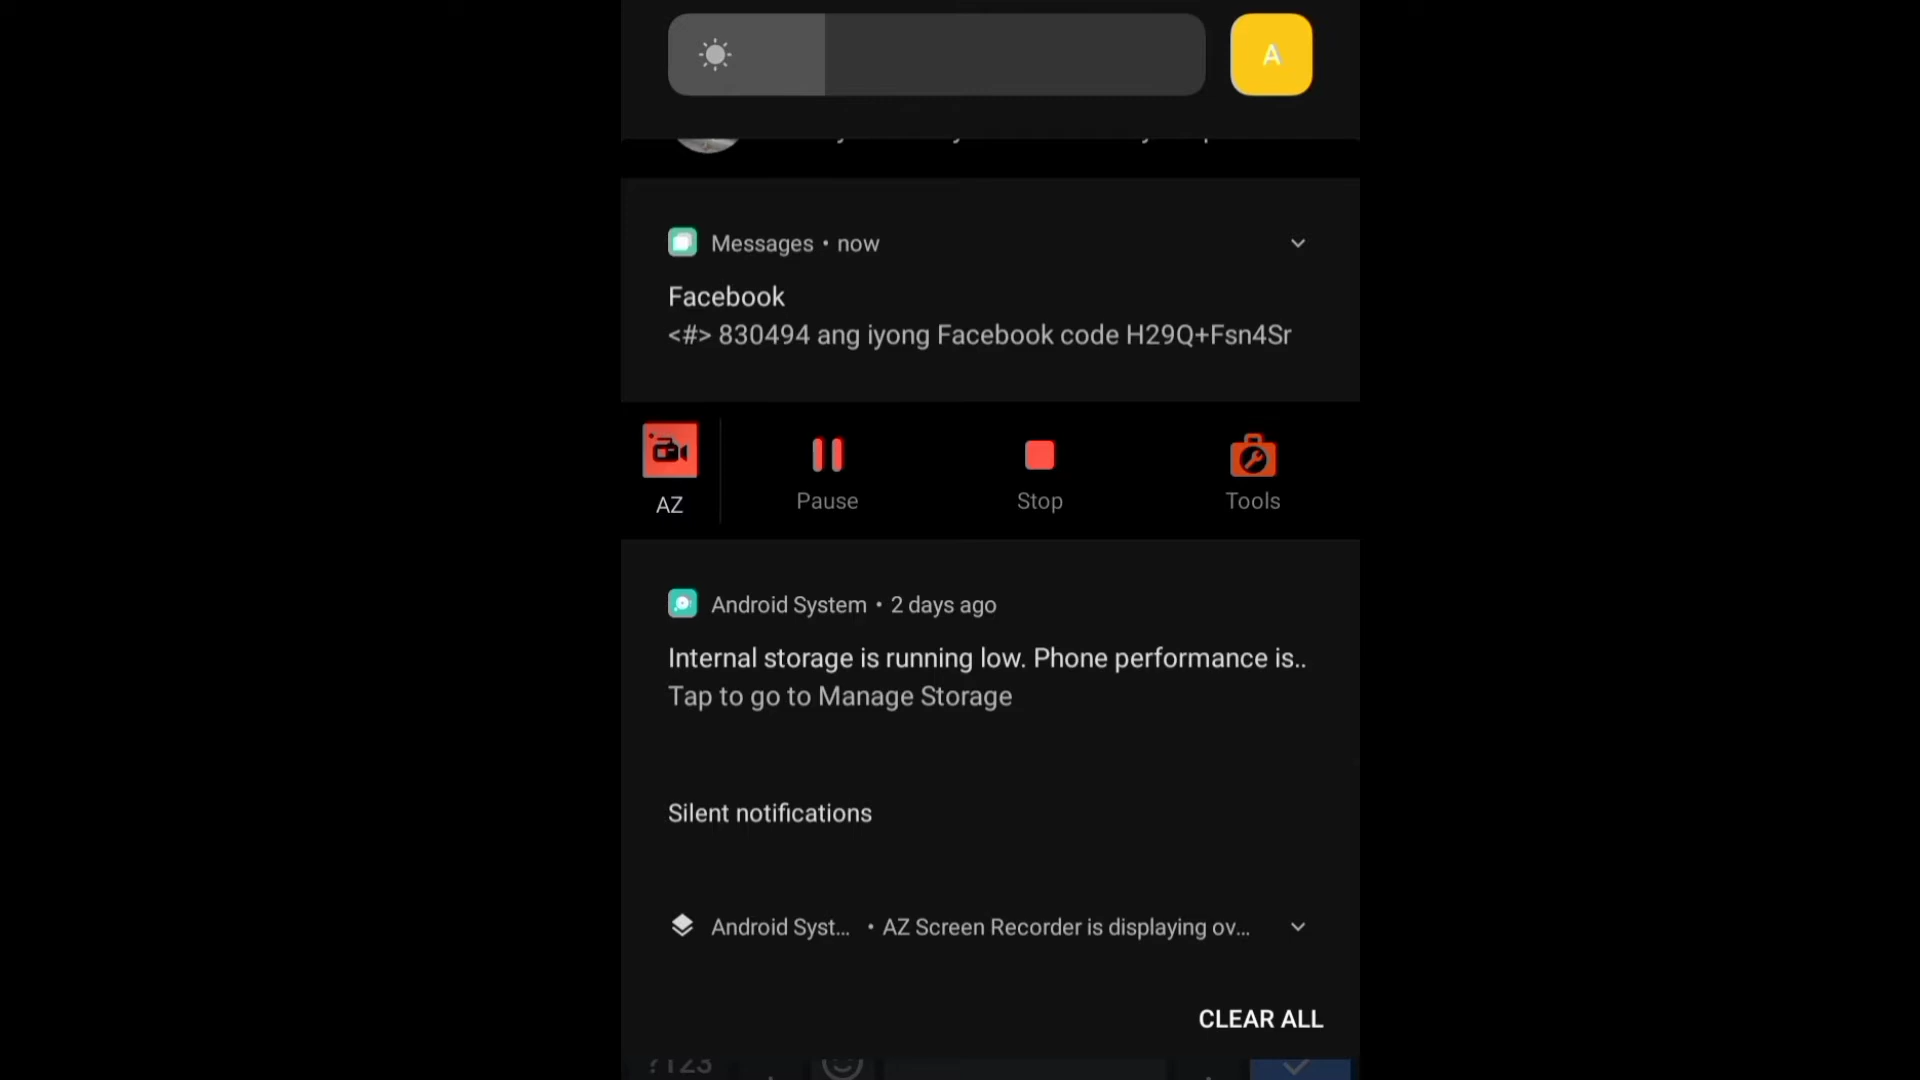 A
Messages • now
Facebook
<#> 830494 ang iyong Facebook code H29Q+Fsn4Sr
AZ
Pause
Stop
Tools
Android System • 2 days ago
Internal storage is running low. Phone performance is..
Tap to go to Manage Storage
Silent notifications
Android Syst... • AZ Screen Recorder is displaying ov...
CLEAR ALL
?123